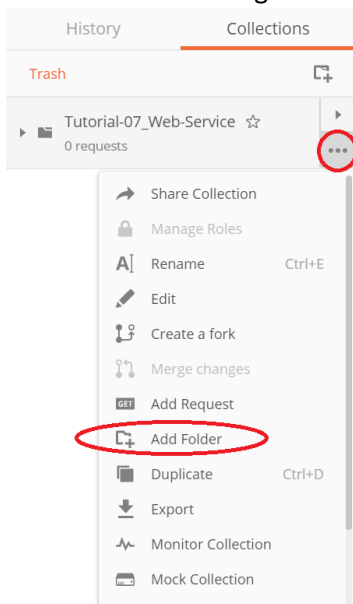 History Collections
Trash
Tutorial-07_Web-Service
0 requests
Share Collection
Manage Roles
Rename Ctrl+E
Edit
Create a fork
Merge changes
GET Add Request
Add Folder
Duplicate Ctrl+D
Export
Monitor Collection
Mock Collection